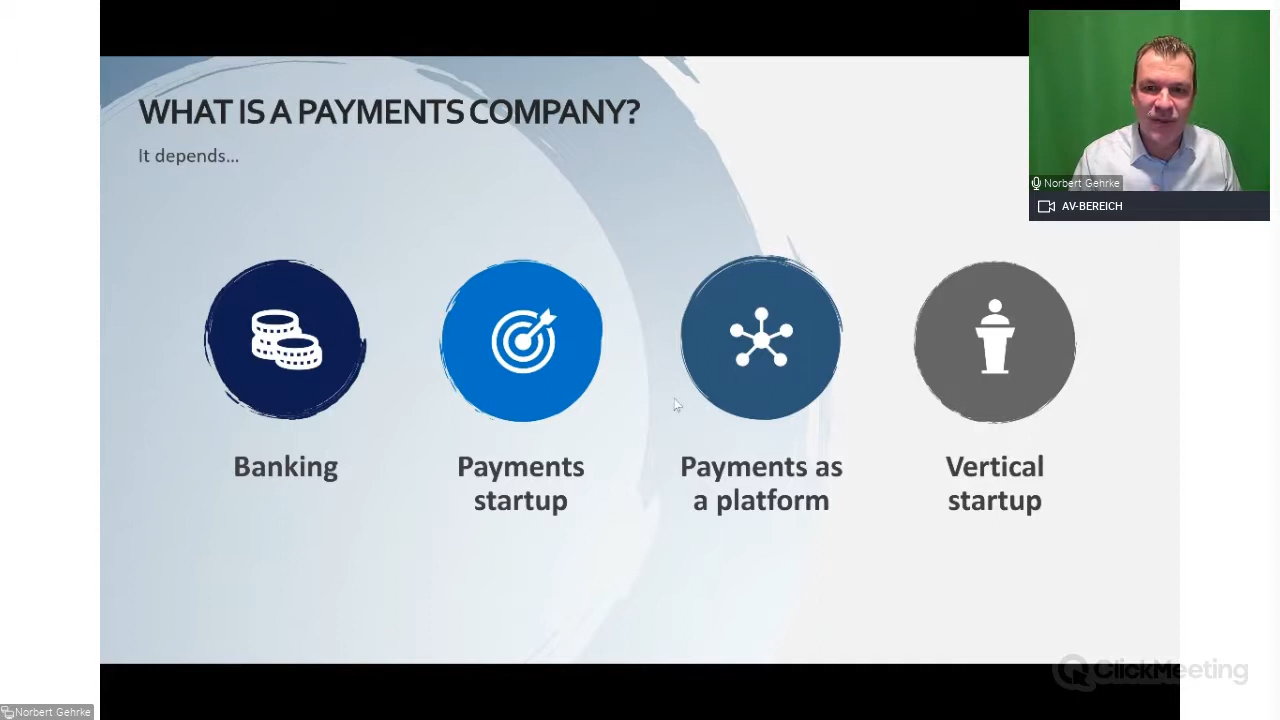 WHAT IS A PAYMENTS COMPANY?
It depends...
Norbert Gehrke
AV-BEREICH
Banking
Payments
startup
Payments as
a platform
Vertical
startup
ClickMeeting
Norbert Gehrke